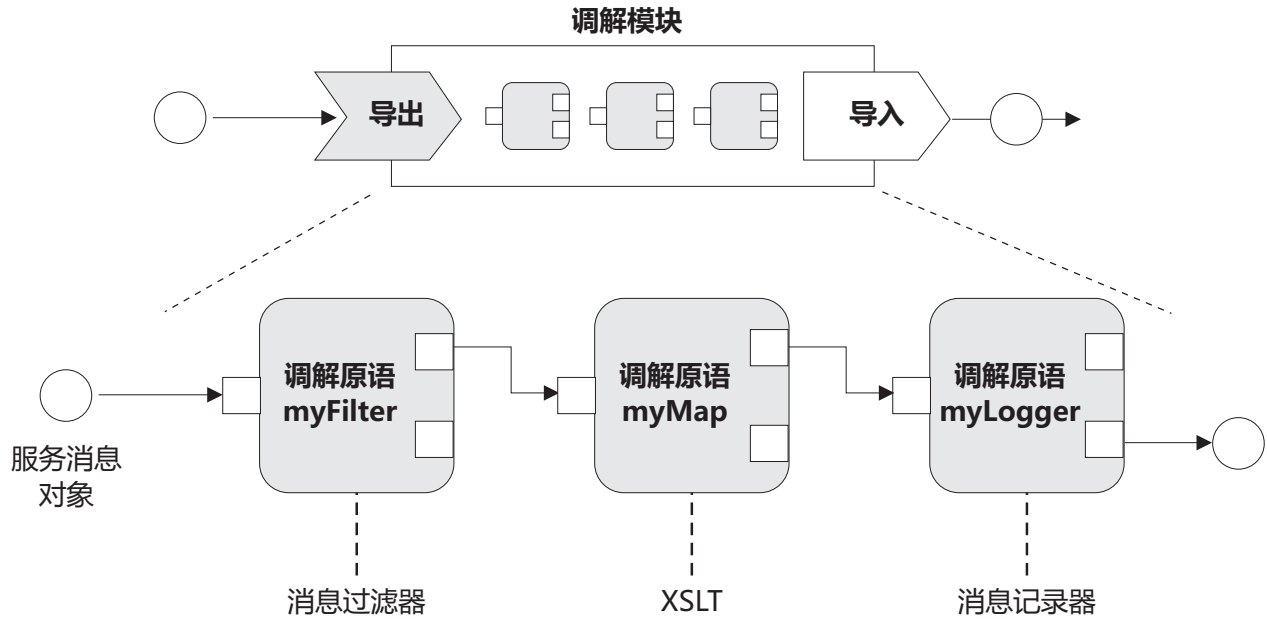 调解模块
导出
导入
调解原语
myFilter
调解原语
myMap
调解原语
myLogger
服务消息
对象
消息过滤器
XSLT
消息记录器